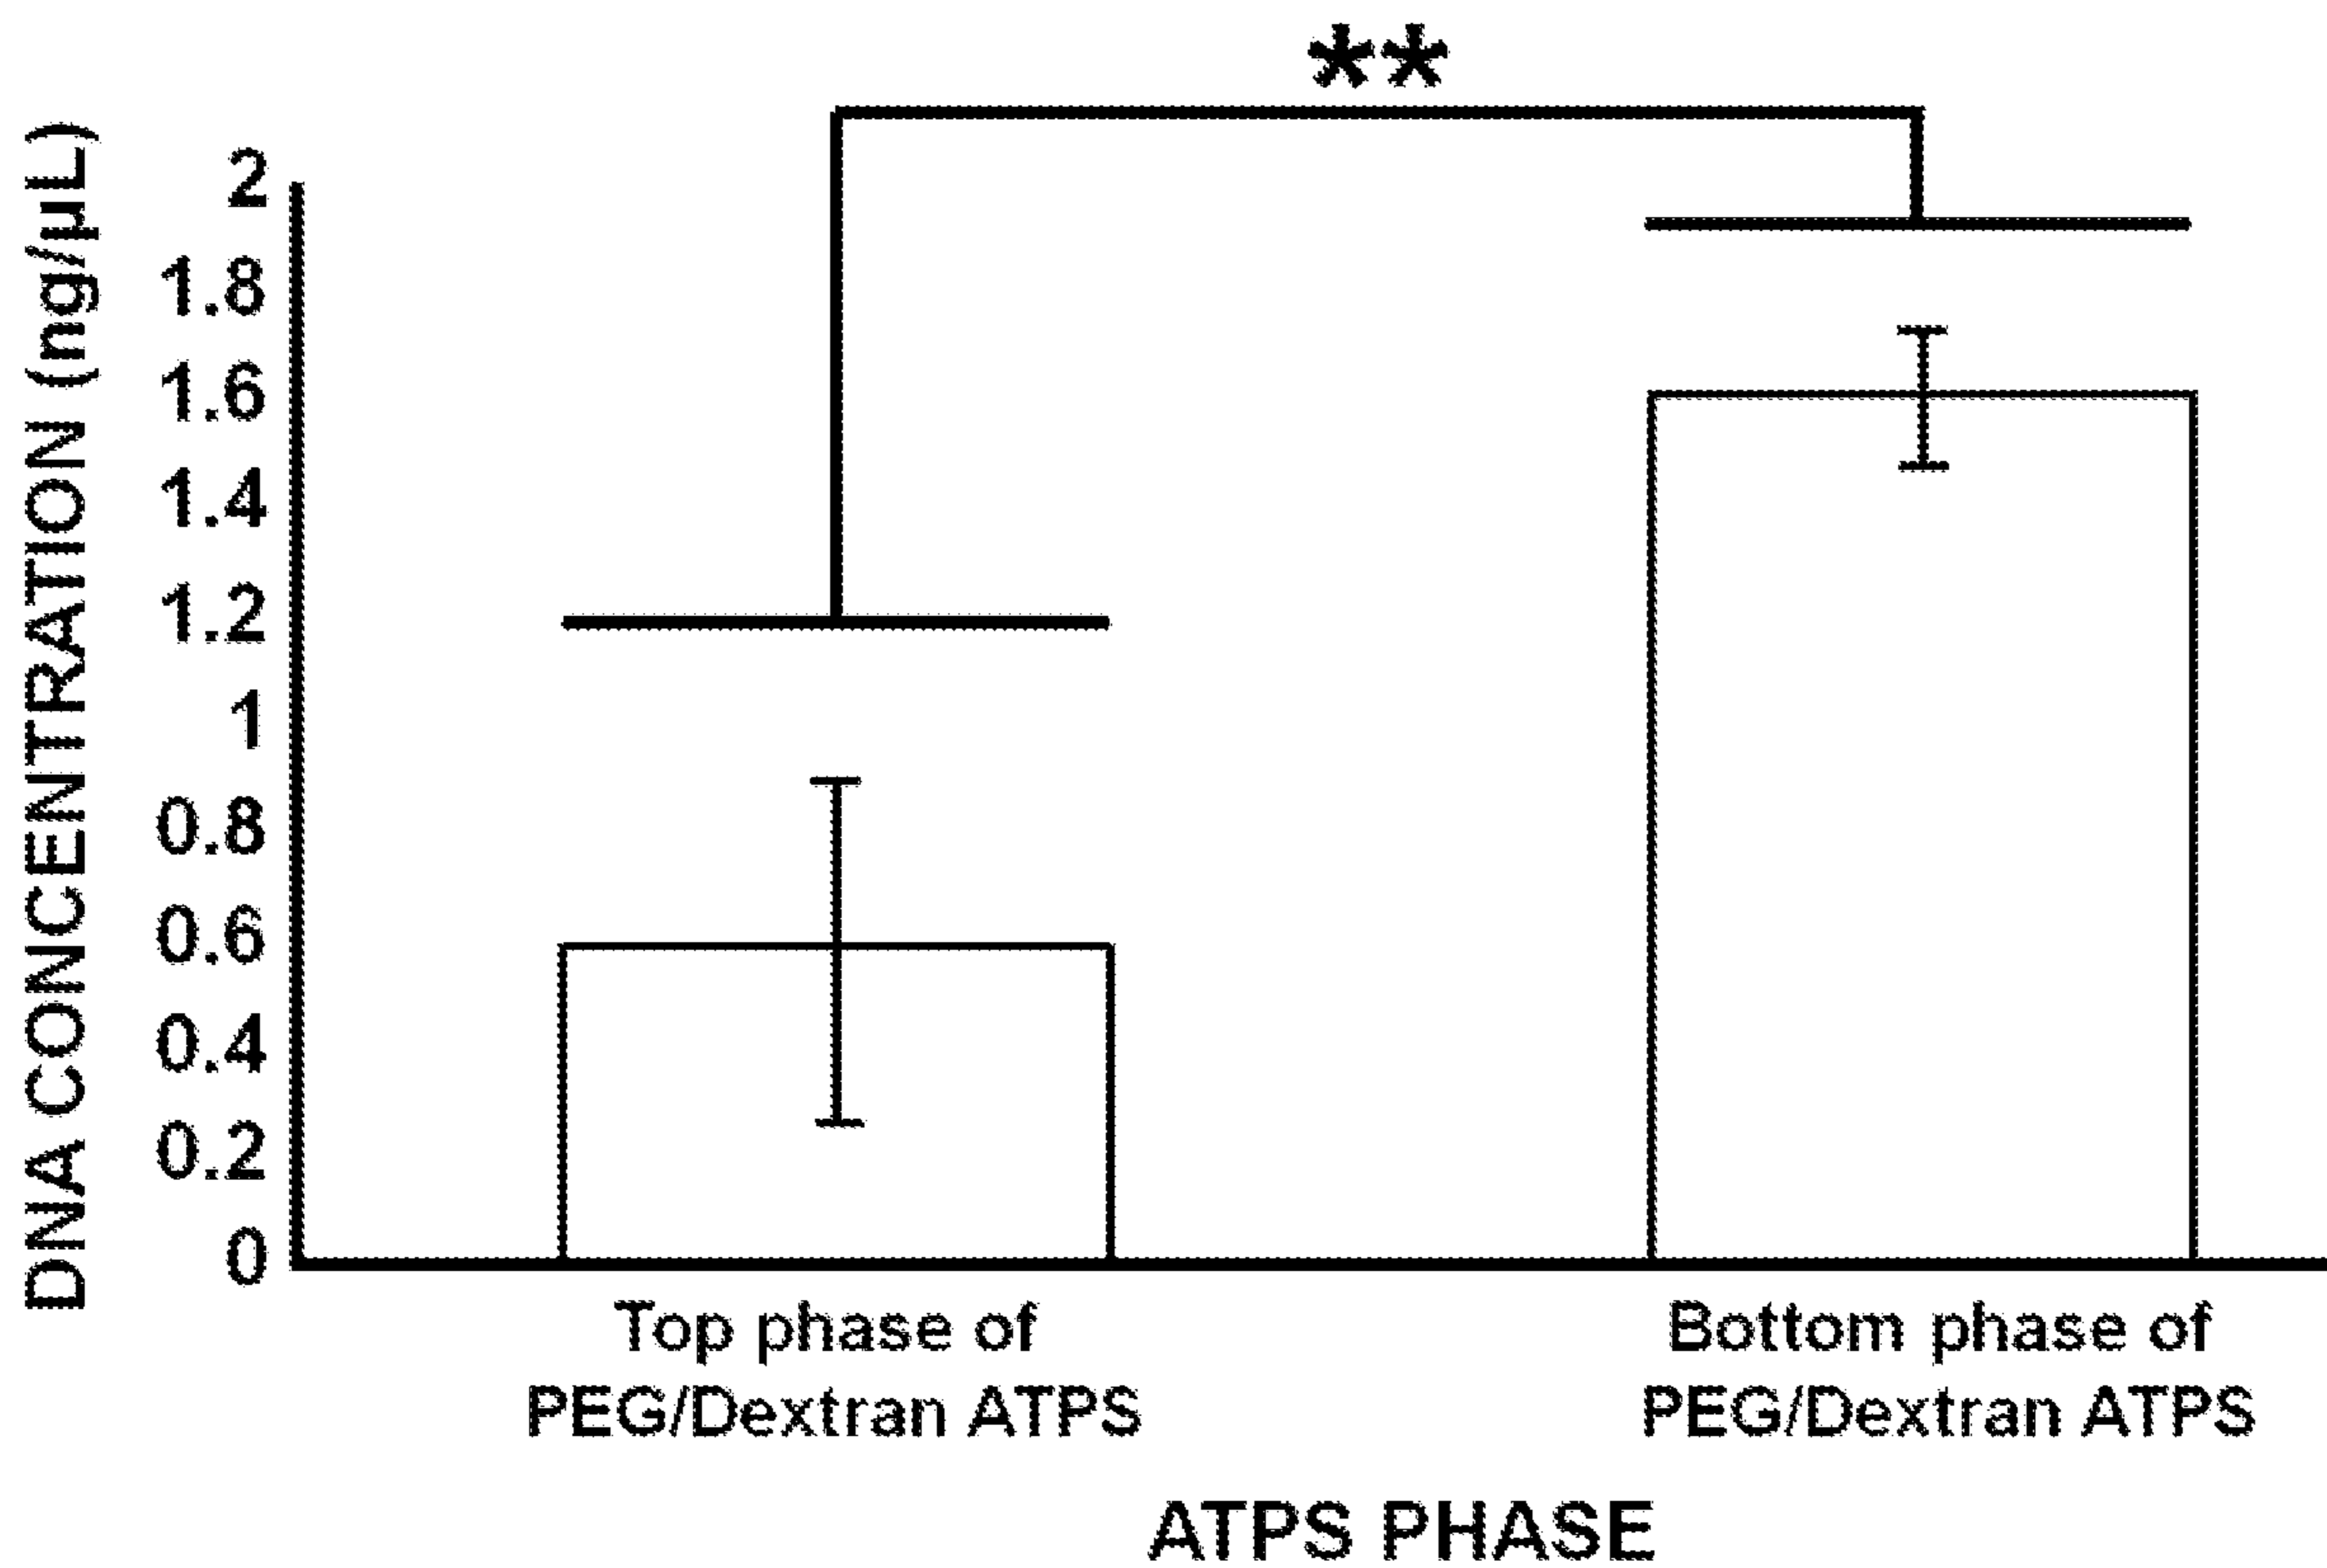 **
DNA CONCENTRATION (ng/µL)
2
1.8
1.6
1.4
1.2
1
0.8
0.6
0.4
0.2
0
Top phase of
PEG/Dextran ATPS
Bottom phase of
PEG/Dextran ATPS
ATPS PHASE